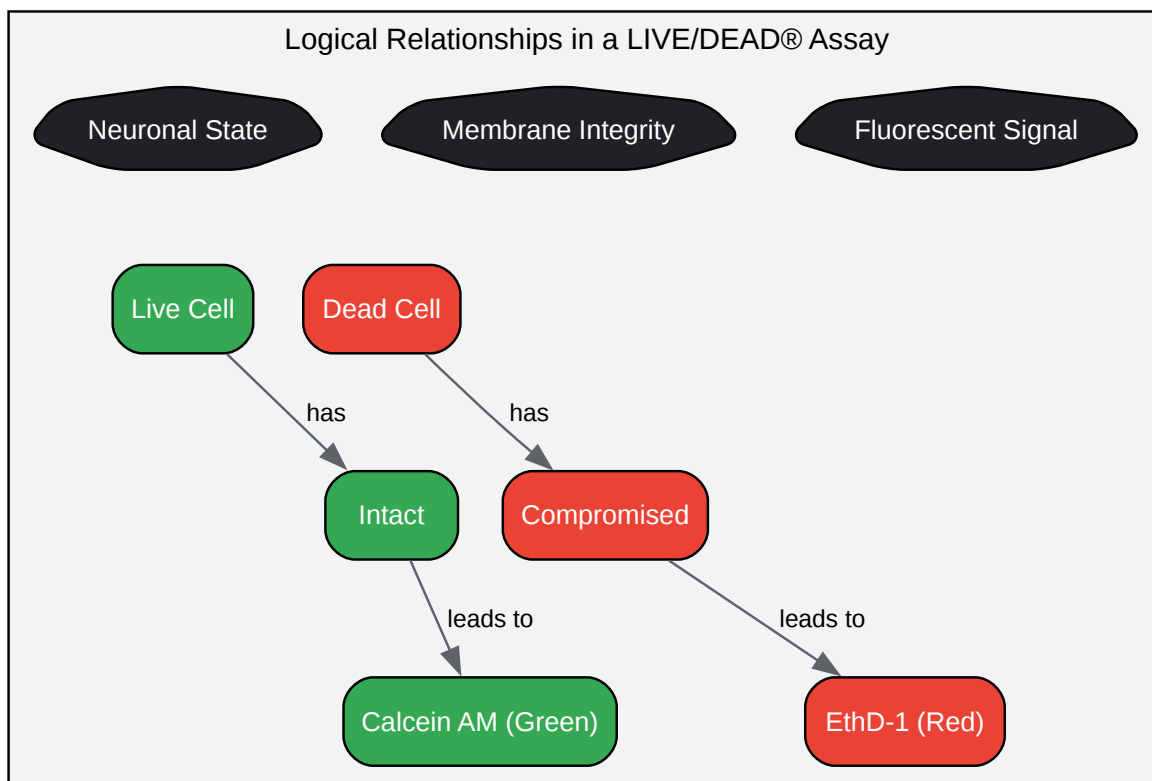 Logical Relationships in a LIVE/DEAD® Assay
Neuronal State
Membrane Integrity
Fluorescent Signal
Live Cell
Dead Cell
has
has
Intact
Compromised
leads to
leads to
Calcein AM (Green)
EthD-1 (Red)